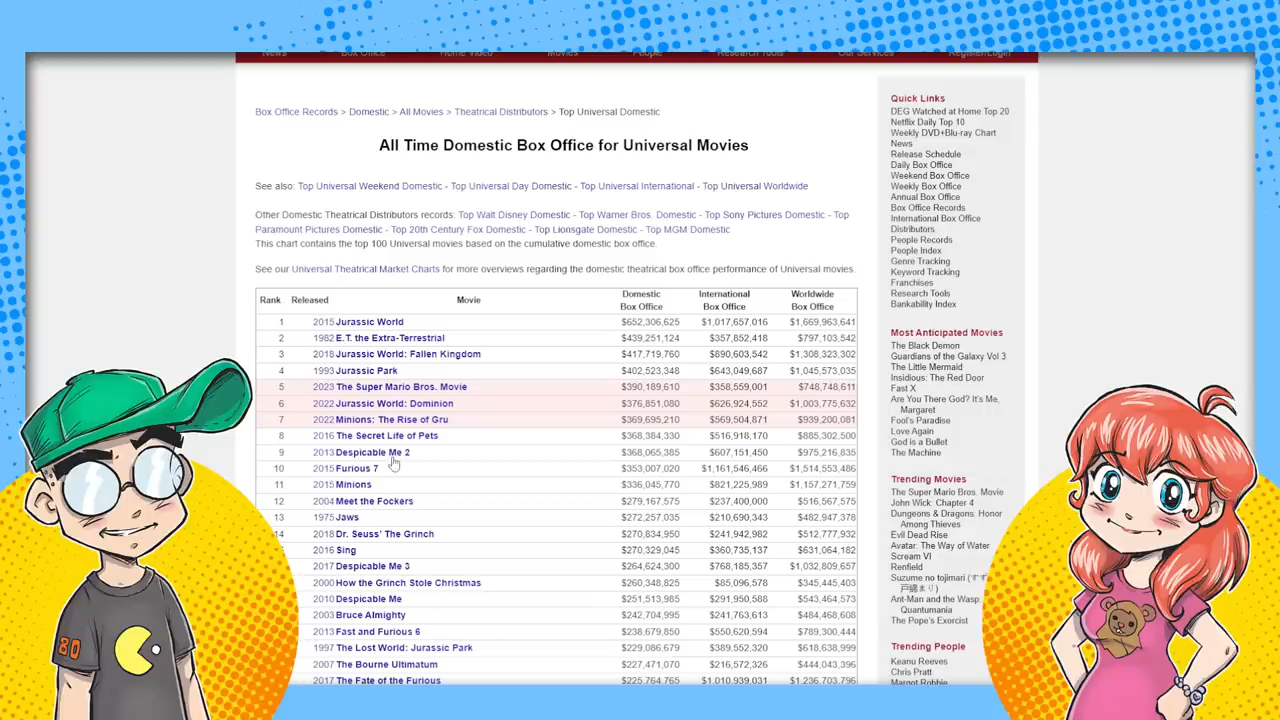 News Box Office Home Video Movies People Research Tools Our Services Register/Login
Box Office Records > Domestic > All Movies > Theatrical Distributors > Top Universal Domestic
All Time Domestic Box Office for Universal Movies
See also: Top Universal Weekend Domestic - Top Universal Day Domestic - Top Universal International - Top Universal Worldwide
Other Domestic Theatrical Distributors records: Top Walt Disney Domestic - Top Warner Bros. Domestic - Top Sony Pictures Domestic - Top
Paramount Pictures Domestic - Top 20th Century Fox Domestic - Top Lionsgate Domestic - Top MGM Domestic
This chart contains the top 100 Universal movies based on the cumulative domestic box office.
See our Universal Theatrical Market Charts for more overviews regarding the domestic theatrical box office performance of Universal movies.
Rank Released Movie Domestic Box Office International Box Office Worldwide Box Office
1 2015 Jurassic World $652,306,625 $1,017,657,016 $1,669,963,641
2 1982 E.T. the Extra-Terrestrial $439,251,124 $357,852,418 $797,103,542
3 2018 Jurassic World: Fallen Kingdom $417,719,760 $890,603,542 $1,308,323,302
4 1993 Jurassic Park $402,523,348 $643,049,687 $1,045,573,035
5 2023 The Super Mario Bros. Movie $390,189,610 $358,559,001 $748,748,611
6 2022 Jurassic World: Dominion $376,851,080 $626,924,552 $1,003,775,632
7 2022 Minions: The Rise of Gru $369,695,210 $569,504,871 $939,200,081
8 2016 The Secret Life of Pets $368,384,330 $516,918,170 $885,302,500
9 2013 Despicable Me 2 $368,065,385 $607,151,450 $975,216,835
10 2015 Furious 7 $353,007,020 $1,161,546,466 $1,514,553,486
11 2015 Minions $336,045,770 $821,225,989 $1,157,271,759
12 2004 Meet the Fockers $279,167,575 $237,400,000 $516,567,575
13 1975 Jaws $272,257,035 $210,690,343 $482,947,378
14 2018 Dr. Seuss' The Grinch $270,834,950 $241,942,982 $512,777,932
2016 Sing $270,329,045 $360,735,137 $631,064,182
2017 Despicable Me 3 $264,624,300 $768,185,357 $1,032,809,657
2000 How the Grinch Stole Christmas $260,348,825 $85,096,578 $345,445,403
2010 Despicable Me $251,513,985 $291,950,588 $543,464,573
2003 Bruce Almighty $242,704,995 $241,763,613 $484,468,608
2013 Fast and Furious 6 $238,679,850 $550,620,594 $789,300,444
1997 The Lost World: Jurassic Park $229,086,679 $389,552,320 $618,638,999
2007 The Bourne Ultimatum $227,471,070 $216,572,326 $444,043,396
2017 The Fate of the Furious $225,764,765 $1,010,939,031 $1,236,703,796
Quick Links
DEG Watched at Home Top 20
Netflix Daily Top 10
Weekly DVD+Blu-ray Chart
News
Release Schedule
Daily Box Office
Weekend Box Office
Weekly Box Office
Annual Box Office
Box Office Records
International Box Office
Distributors
People Records
People Index
Genre Tracking
Keyword Tracking
Franchises
Research Tools
Bankability Index
Most Anticipated Movies
The Black Demon
Guardians of the Galaxy Vol 3
The Little Mermaid
Insidious: The Red Door
Fast X
Are You There God? It's Me,
Margaret
Fool's Paradise
Love Again
God is a Bullet
The Machine
Trending Movies
The Super Mario Bros. Movie
John Wick: Chapter 4
Dungeons & Dragons: Honor
Among Thieves
Evil Dead Rise
Avatar: The Way of Water
Scream VI
Renfield
Suzume no tojimari (すず
戸締まり)
Ant-Man and the Wasp:
Quantumania
The Pope's Exorcist
Trending People
Keanu Reeves
Chris Pratt
Margot Robbie
80